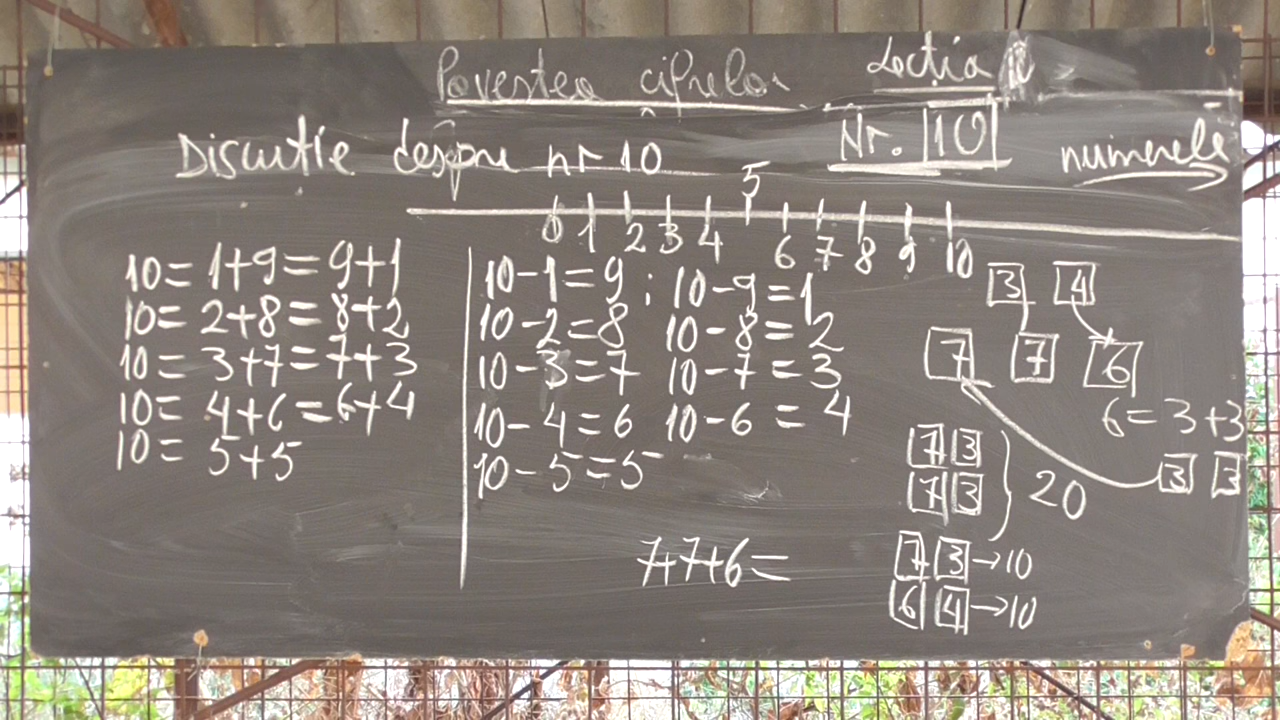 Povestea cifrelor Lecția
Discuție despre nr 10 Nr. 10 numerele
5
0 1 2 3 4 6 7 8 9 10
10 = 1+9 = 9+1
10 = 2+8 = 8+2
10 = 3+7 = 7+3
10 = 4+6 = 6+4
10 = 5+5
10-1=9 ; 10-9=1
10-2=8 10-8=2
10-3=7 10-7=3
10-4=6 10-6=4
10-5=5
7+7+6=
3 4
7 7 6
6=3+3
3 3
7 3
7 3
20
7 3 → 10
6 4 → 10